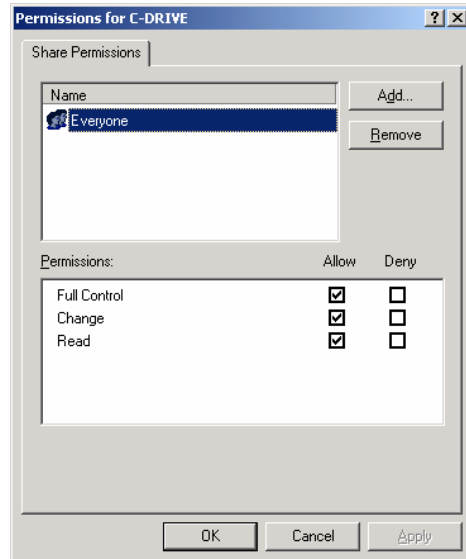 Permissions for C-DRIVE
Share Permissions
Name
Add...
Everyone
Remove
Permissions: Allow Deny
Full Control
Change
Read
OK Cancel Apply